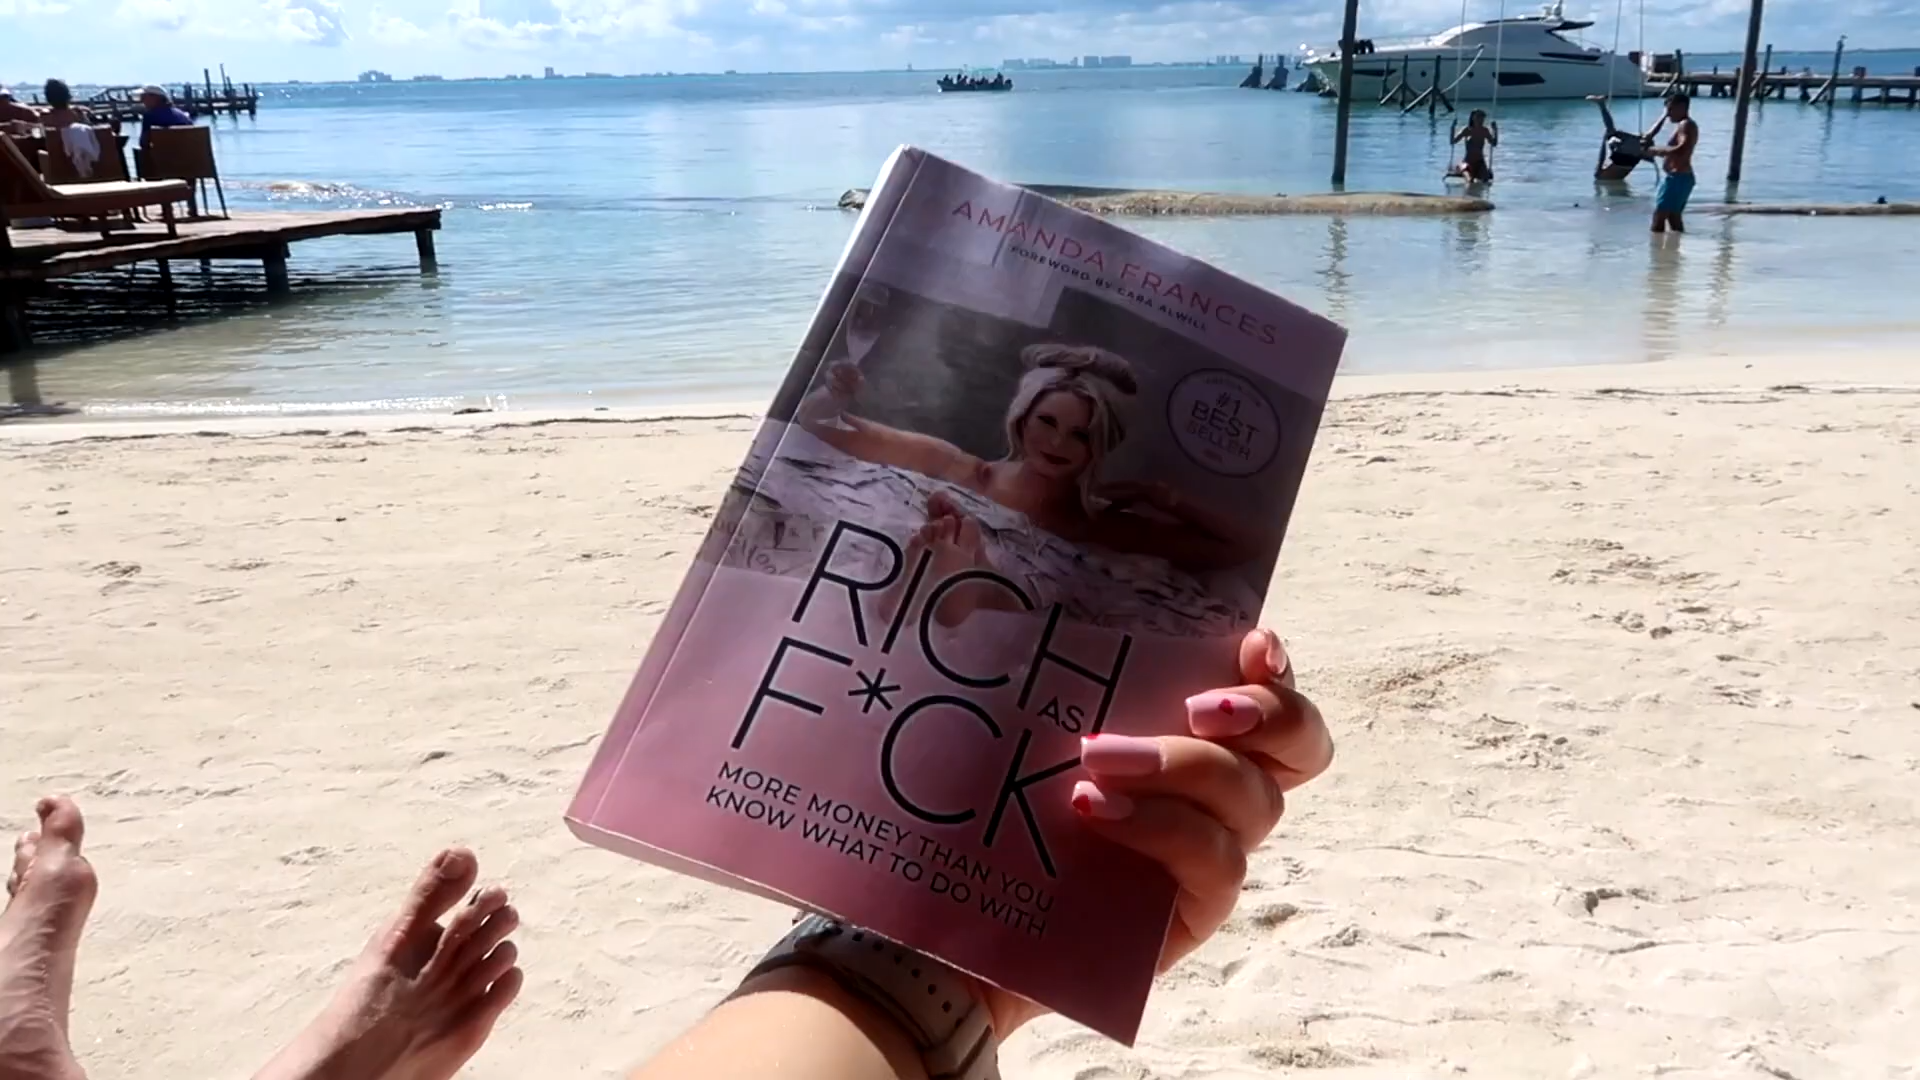 AMANDA FRANCES
FOREWORD BY CARA ALWILL
#1
BEST
SELLER
RICH
AS
F*CK
MORE MONEY THAN YOU
KNOW WHAT TO DO WITH